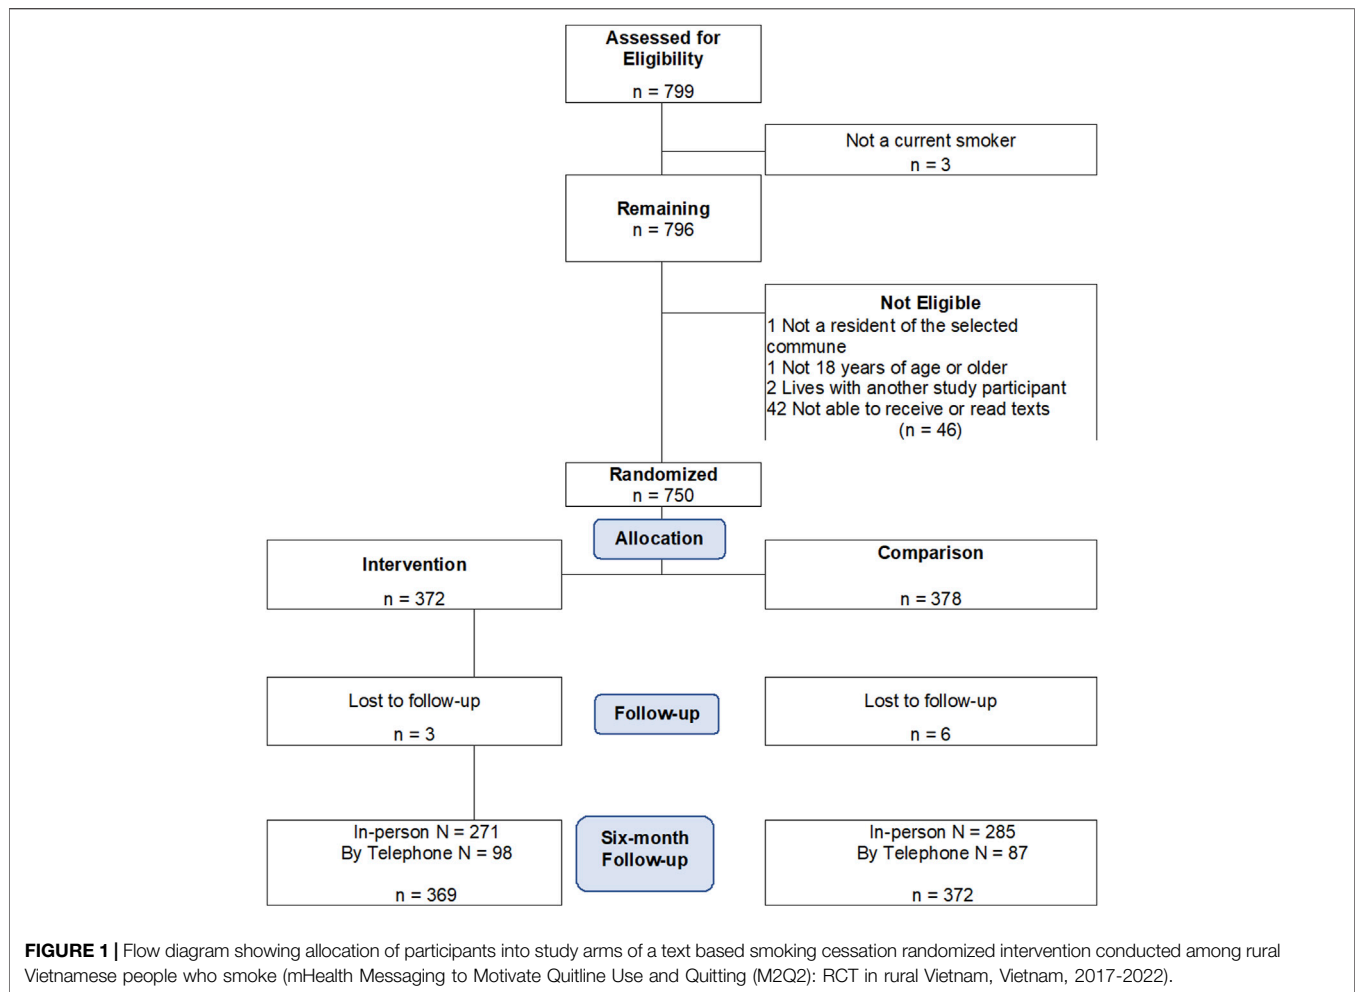 Assessed for
Eligibility
n = 799
Not a current smoker
n = 3
Remaining
n = 796
Not Eligible
1 Not a resident of the selected
commune
1 Not 18 years of age or older
2 Lives with another study participant
42 Not able to receive or read texts
(n = 46)
Randomized
n = 750
Allocation
Intervention
n = 372
Comparison
n = 378
Lost to follow-up
n = 3
Follow-up
Lost to follow-up
n = 6
In-person N = 271
By Telephone N = 98
n = 369
Six-month
Follow-up
In-person N = 285
By Telephone N = 87
n = 372
FIGURE 1 | Flow diagram showing allocation of participants into study arms of a text based smoking cessation randomized intervention conducted among rural
Vietnamese people who smoke (mHealth Messaging to Motivate Quitline Use and Quitting (M2Q2): RCT in rural Vietnam, Vietnam, 2017-2022).